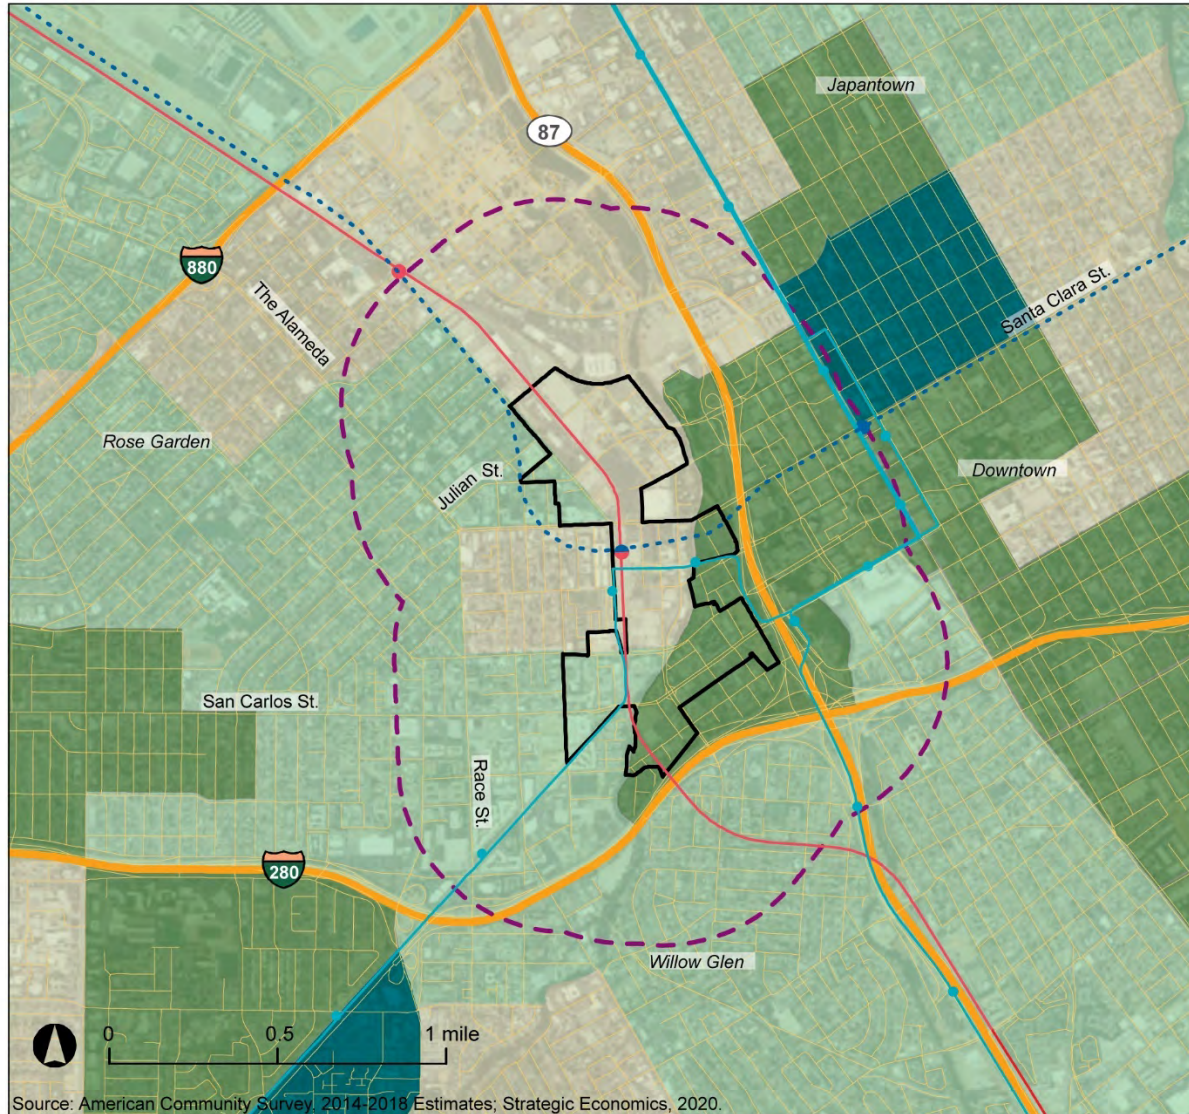 Japantown
87
880
The Alameda
Santa Clara St.
Rose Garden
Julian St.
Downtown
San Carlos St.
Race St.
280
Willow Glen
0 0.5 1 mile
Source: American Community Survey. 2014-2018 Estimates; Strategic Economics, 2020.